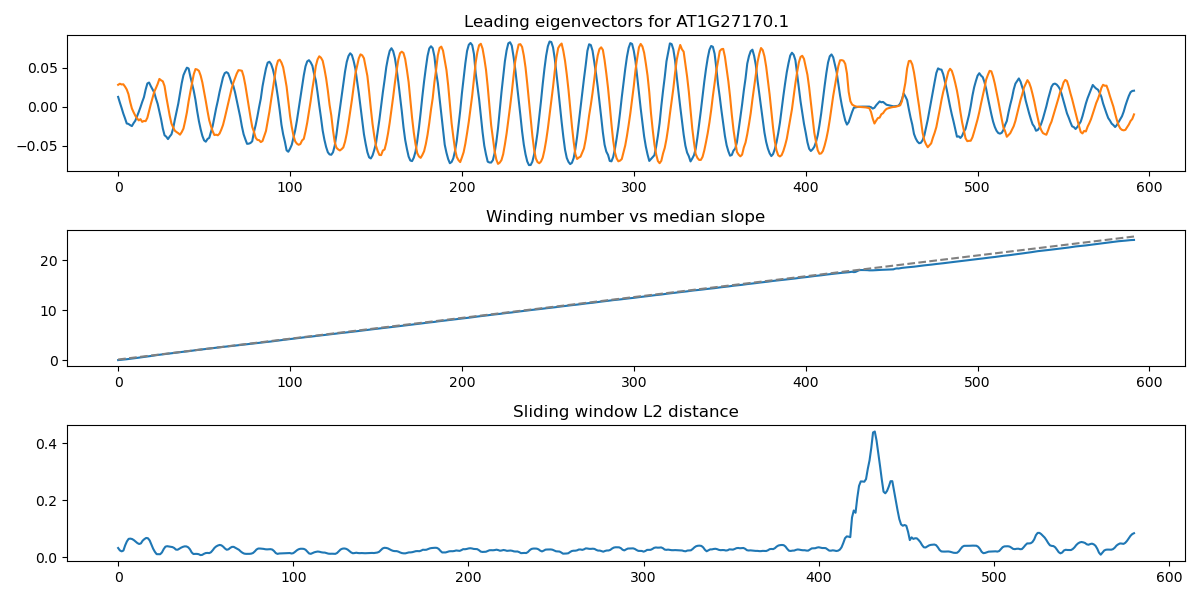 Leading eigenvectors for AT1G27170.1
0.05
0.00
−0.05
0 100 200 300 400 500 600
Winding number vs median slope
20
10
0
0 100 200 300 400 500 600
Sliding window L2 distance
0.4
0.2
0.0
0 100 200 300 400 500 600